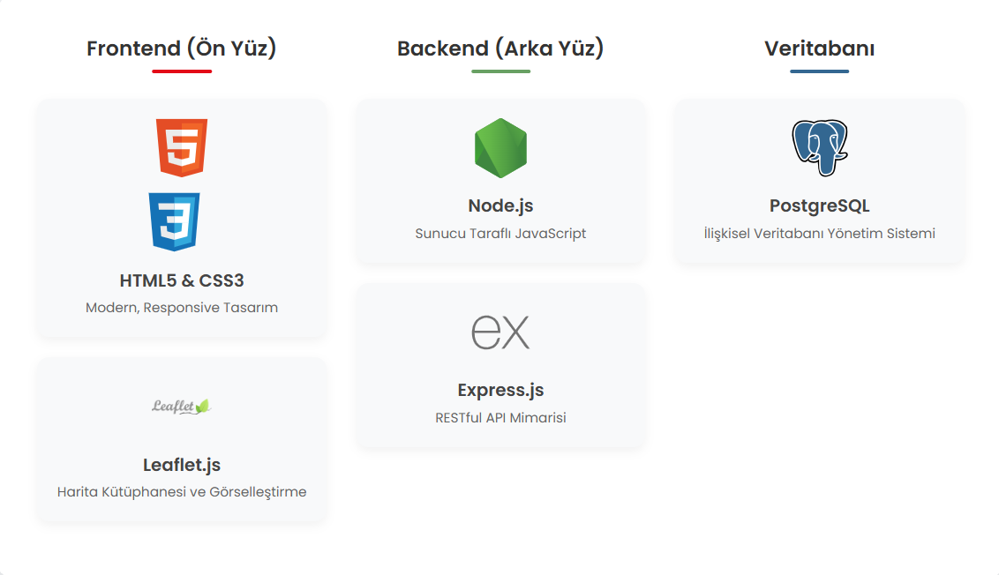 Frontend (Ön Yüz)
5
3
HTML5 & CSS3
Modern, Responsive Tasarım
Leaflet
Leaflet.js
Harita Kütüphanesi ve Görselleştirme
Backend (Arka Yüz)
Node.js
Sunucu Taraflı JavaScript
ex
Express.js
RESTful API Mimarisi
Veritabanı
PostgreSQL
İlişkisel Veritabanı Yönetim Sistemi